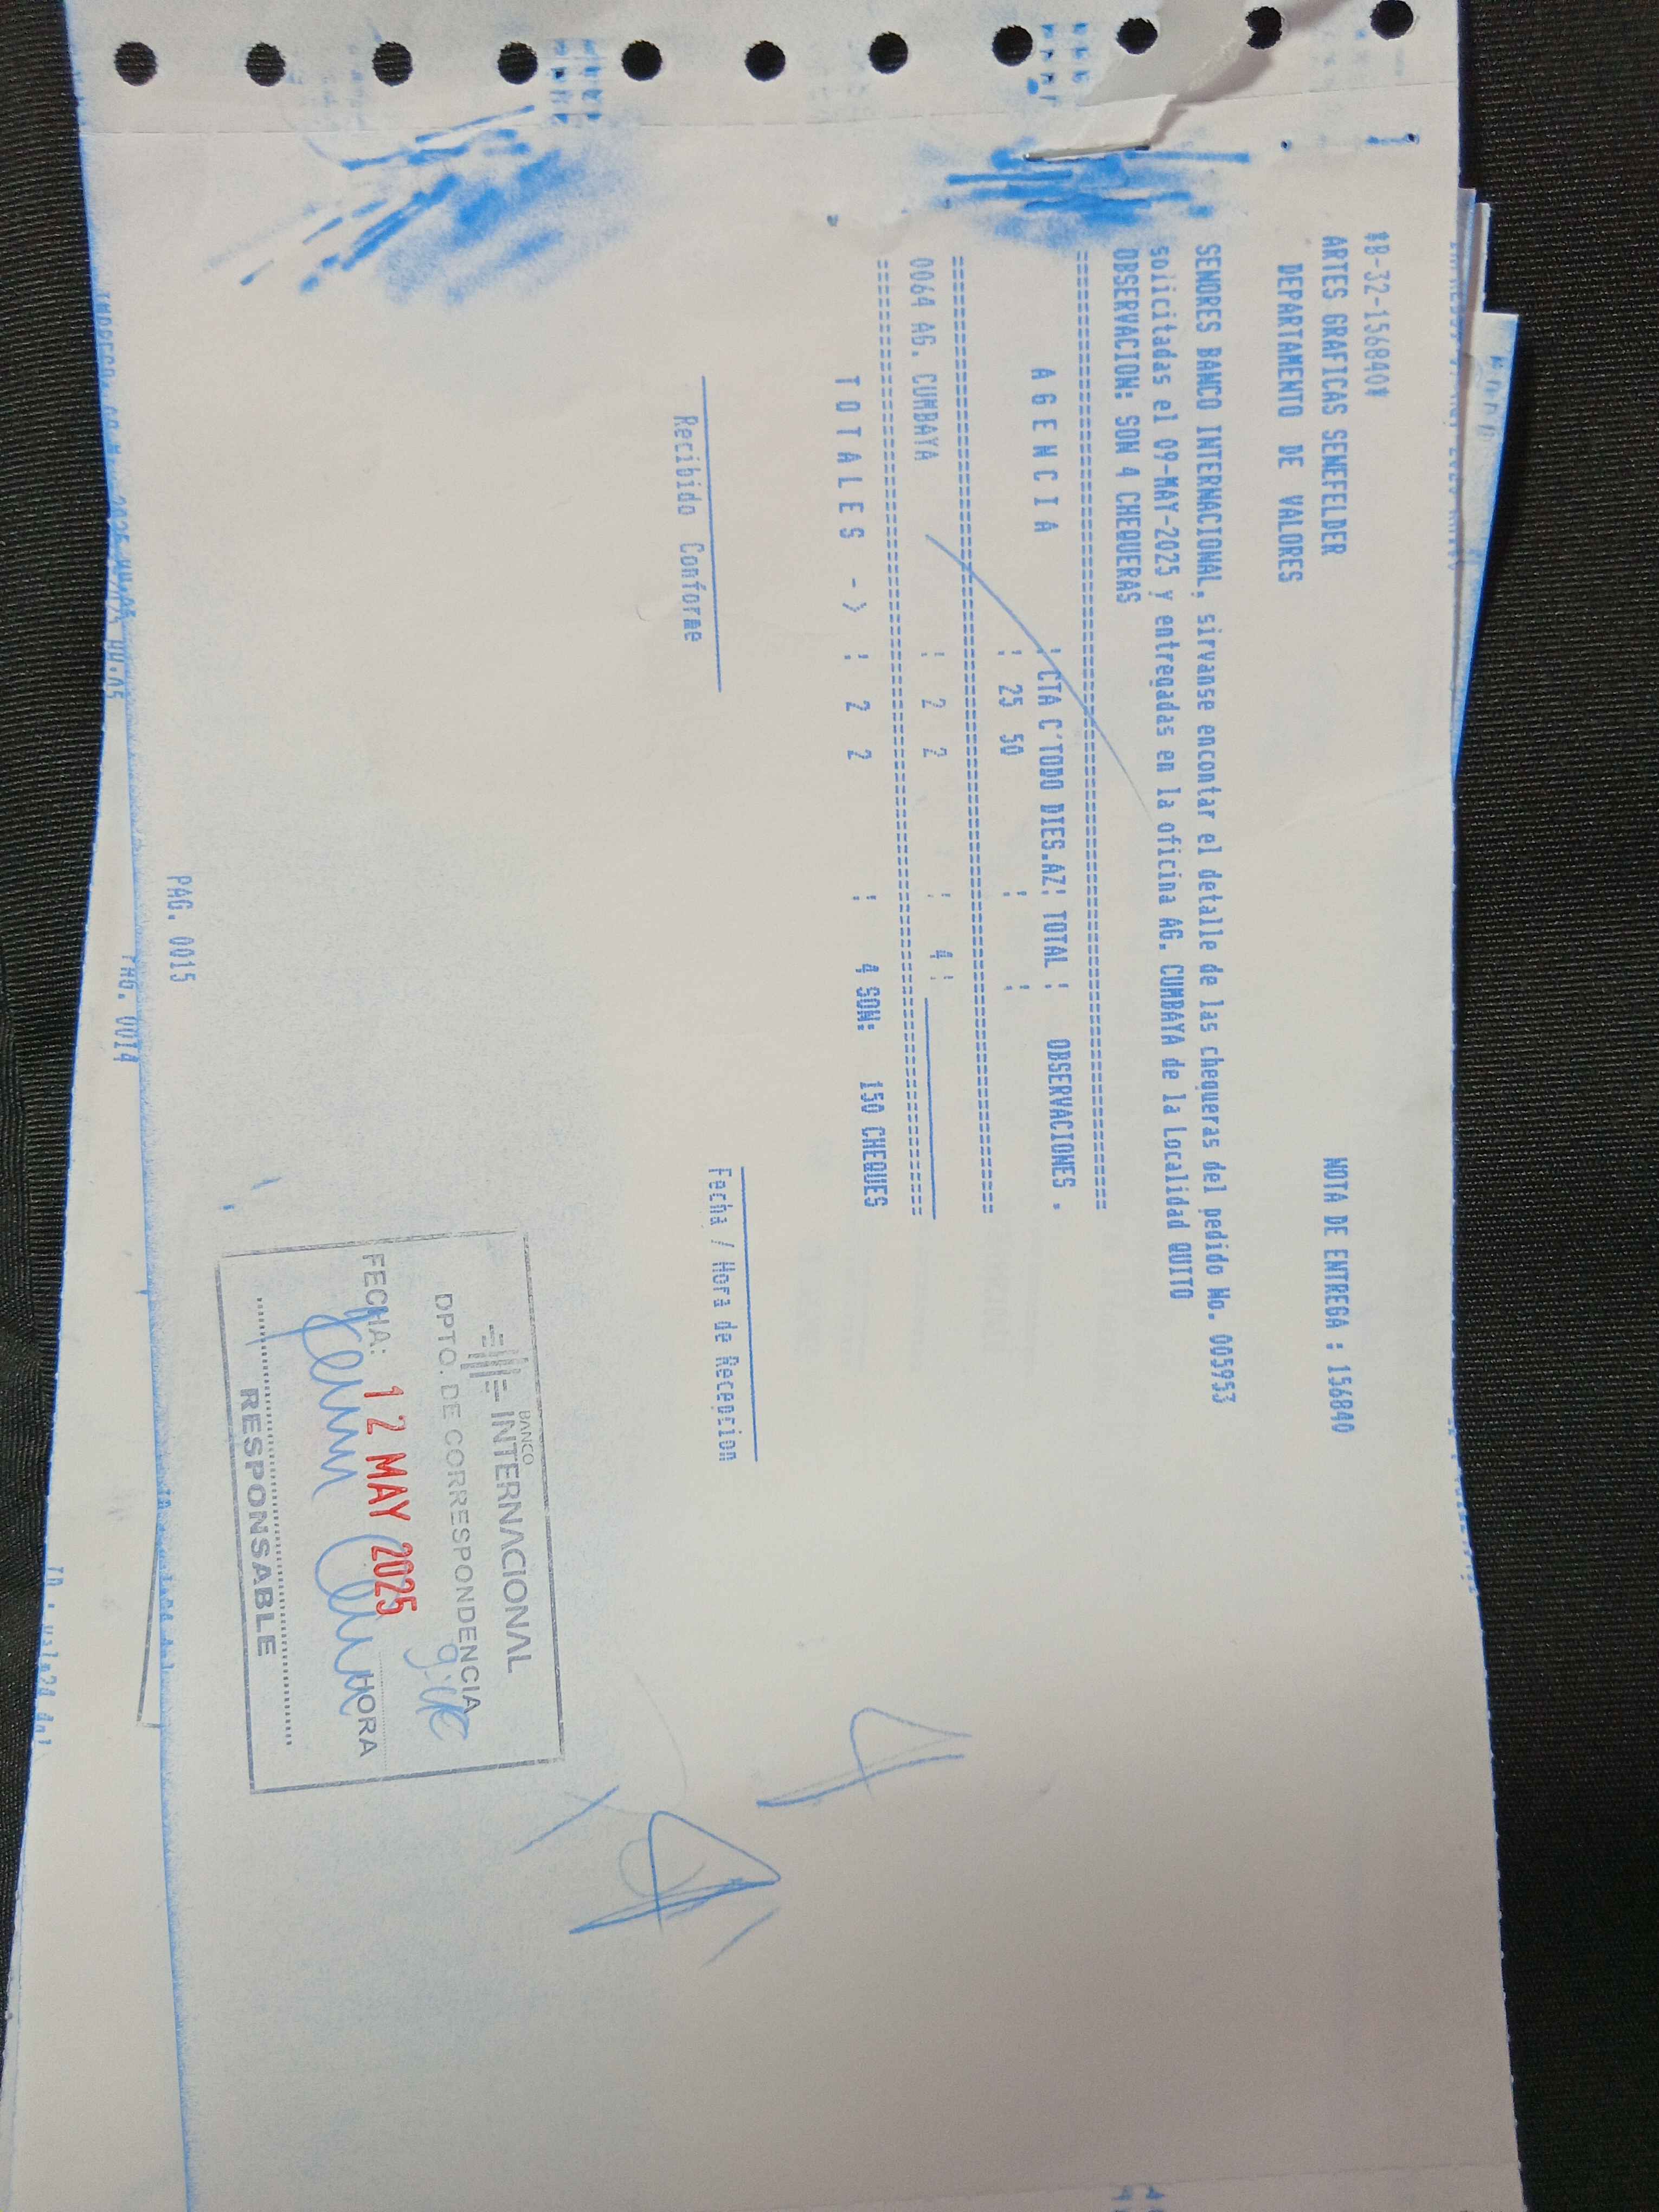 *B-32-156840*
ARTES GRAFICAS SENEFELDER NOTA DE ENTREGA : 156840
DEPARTAMENTO DE VALORES
SENORES BANCO INTERNACIONAL, sirvanse encontar el detalle de las chequeras del pedido No. 005953
solicitadas el 09-MAY-2025 y entregadas en la oficina AG. CUMBAYA de la Localidad QUITO
OBSERVACION: SON 4 CHEQUERAS
A G E N C I A : CTA C'TODO DIES.AZ: TOTAL : OBSERVACIONES .
: 25 50 : :
0064 AG. CUMBAYA : 2 2 : 4 :
T O T A L E S - > : 2 2 : 4 SON: 150 CHEQUES
Recibido Conforme Fecha / Hora de Recepcion
4
4
BANCO
INTERNACIONAL
DPTO. DE CORRESPONDENCIA
FECHA: 12 MAY 2025 HORA
RESPONSABLE
PAG. 0015
PAG. 0014